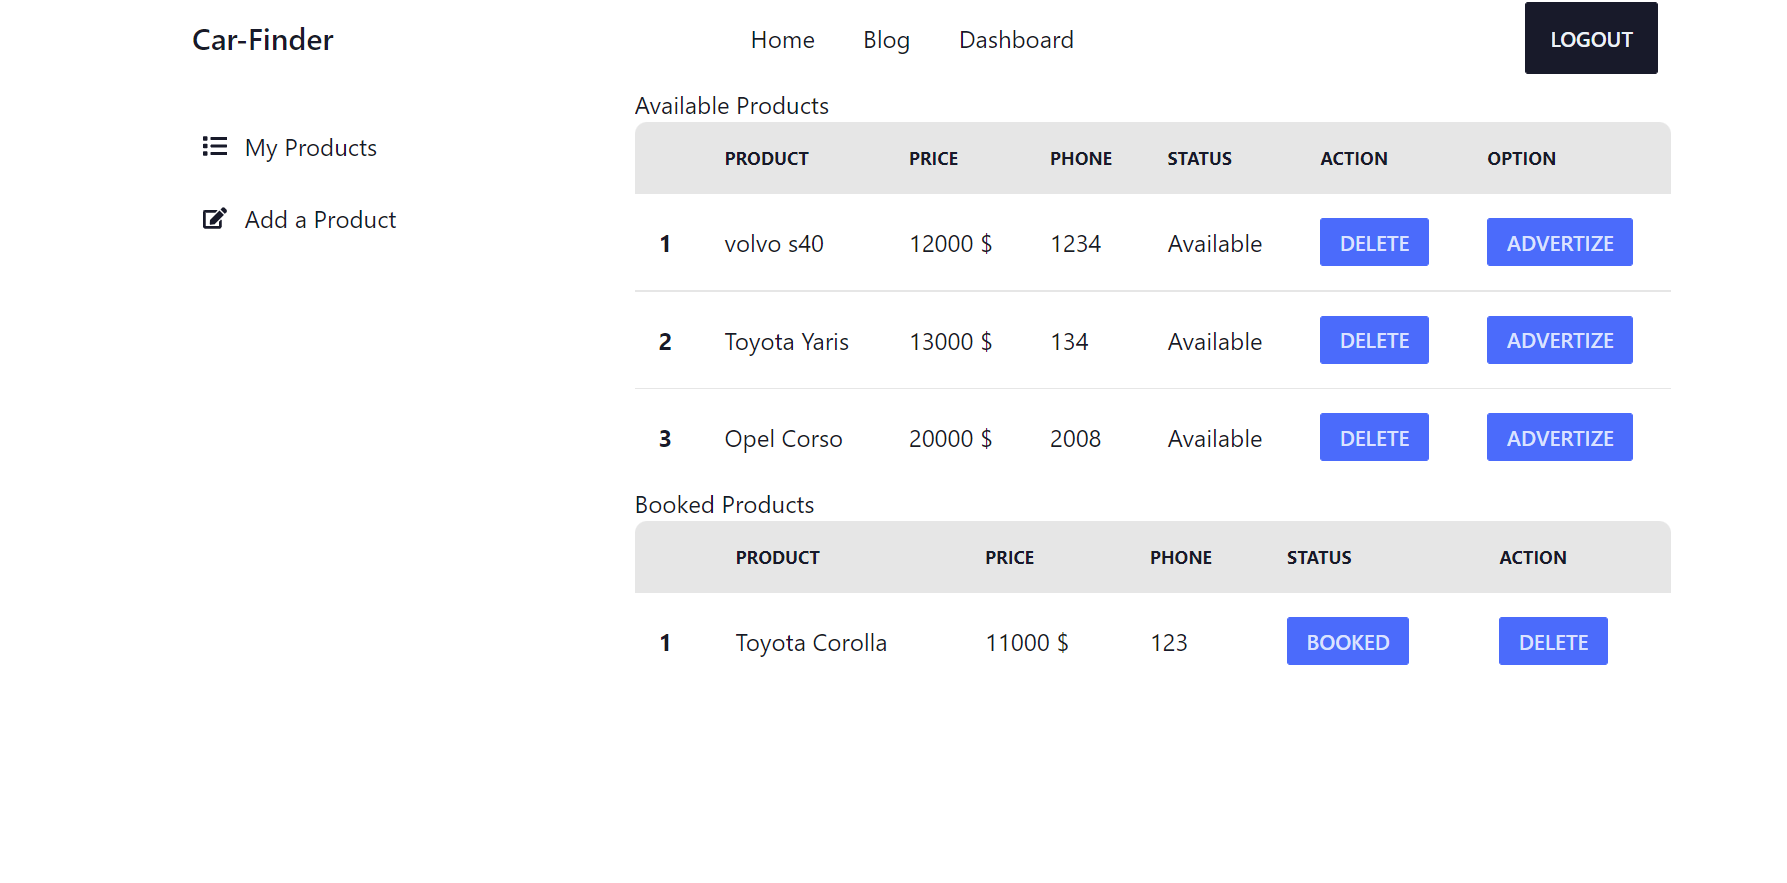 Car-Finder Home Blog Dashboard LOGOUT
My Products
Add a Product
Available Products
PRODUCT PRICE PHONE STATUS ACTION OPTION
1 volvo s40 12000 $ 1234 Available DELETE ADVERTIZE
2 Toyota Yaris 13000 $ 134 Available DELETE ADVERTIZE
3 Opel Corso 20000 $ 2008 Available DELETE ADVERTIZE
Booked Products
PRODUCT PRICE PHONE STATUS ACTION
1 Toyota Corolla 11000 $ 123 BOOKED DELETE